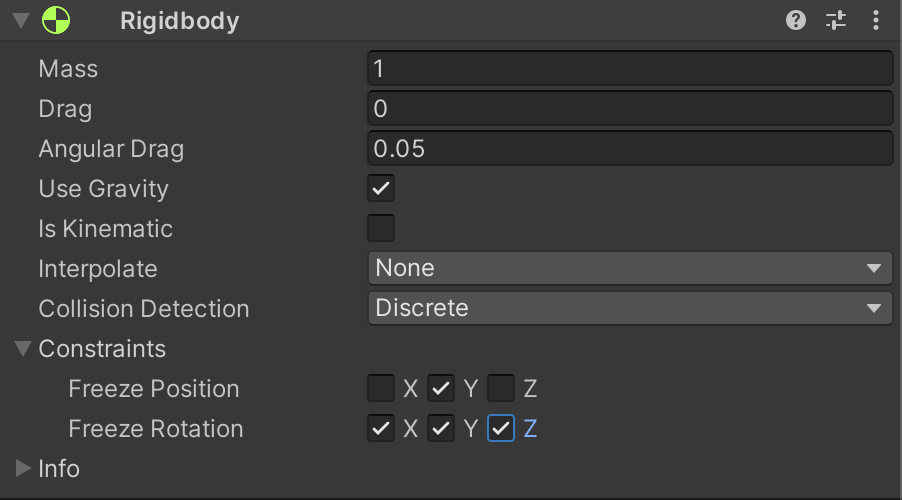 Rigidbody
Mass 1
Drag 0
Angular Drag 0.05
Use Gravity
Is Kinematic
Interpolate None
Collision Detection Discrete
Constraints
Freeze Position X Y Z
Freeze Rotation X Y Z
Info